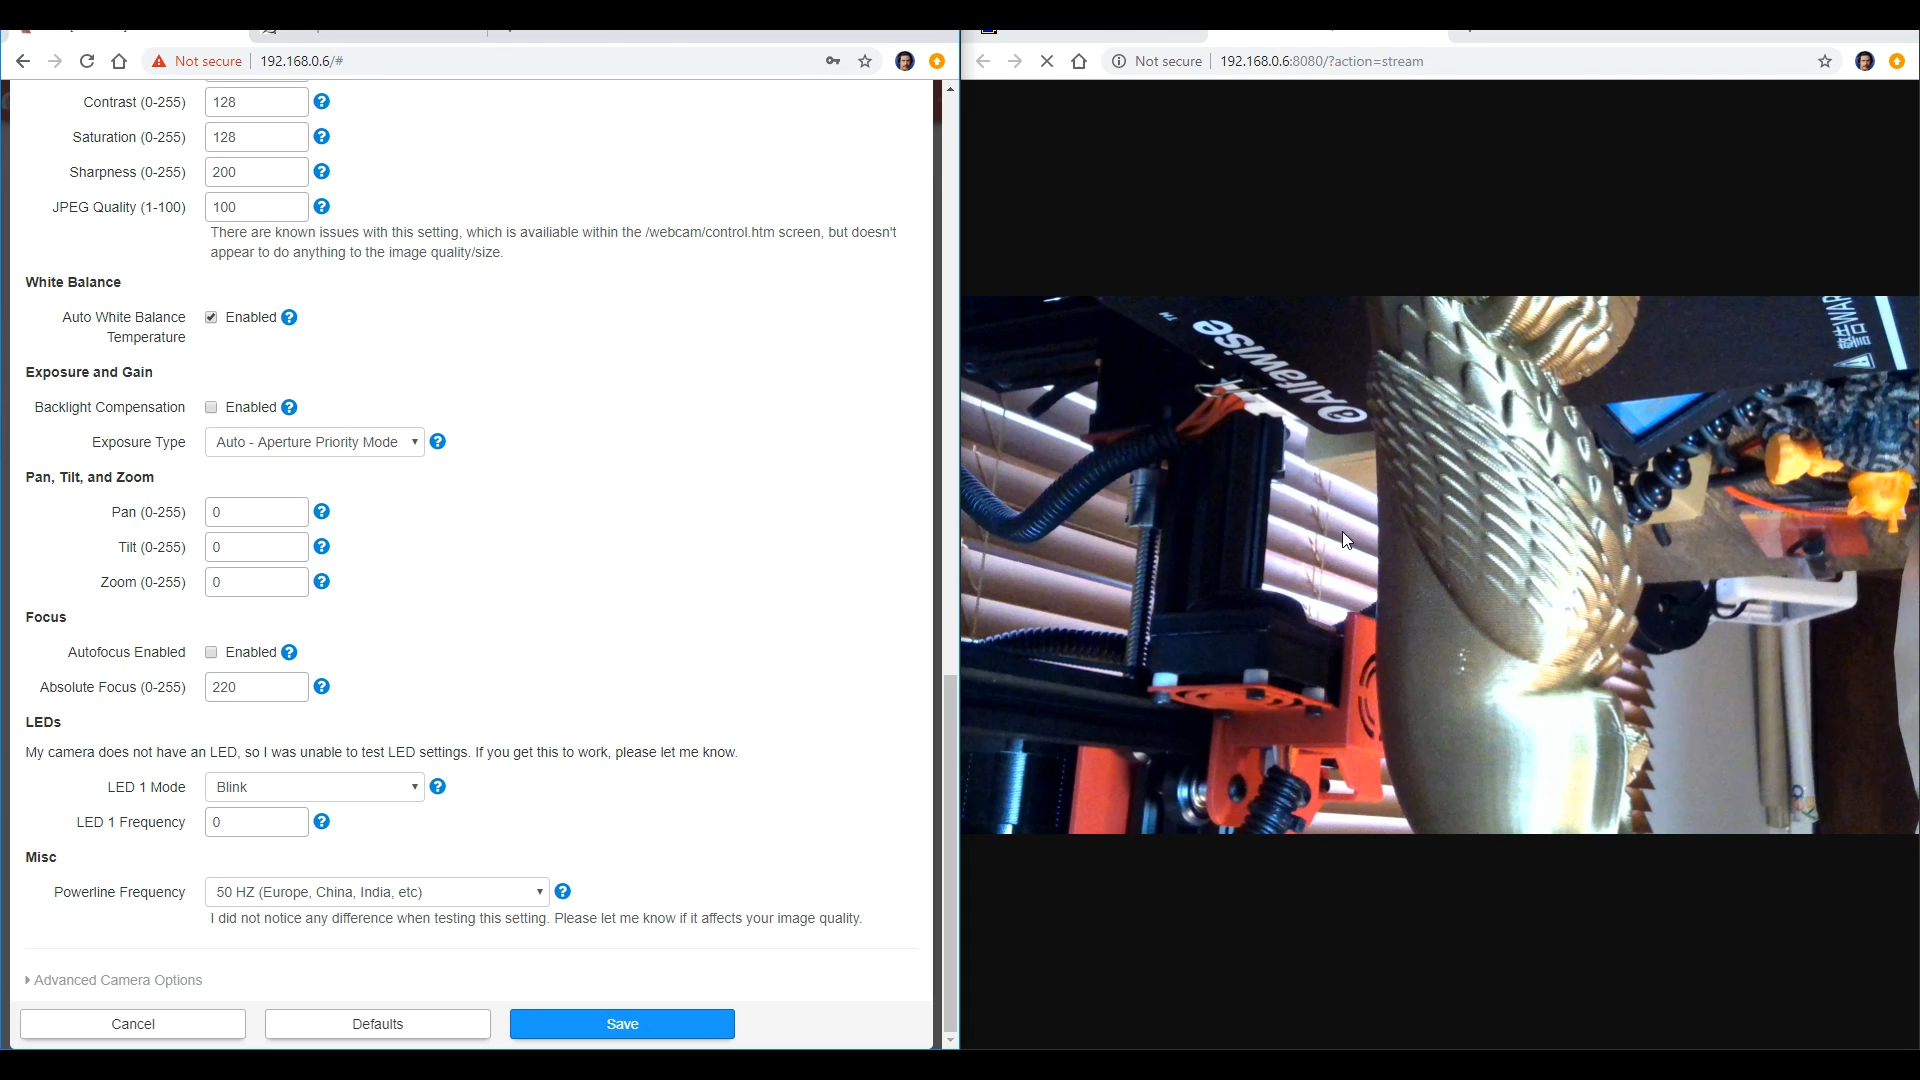 Not secure
192.168.0.6/#
Contrast (0-255)
128
Saturation (0-255)
128
Sharpness (0-255)
200
JPEG Quality (1-100)
100
There are known issues with this setting, which is availiable within the /webcam/control.htm screen, but doesn't
appear to do anything to the image quality/size.
White Balance
Auto White Balance
Temperature
Enabled
Exposure and Gain
Backlight Compensation
Enabled
Exposure Type
Auto - Aperture Priority Mode
Pan, Tilt, and Zoom
Pan (0-255)
0
Tilt (0-255)
0
Zoom (0-255)
0
Focus
Autofocus Enabled
Enabled
Absolute Focus (0-255)
220
LEDs
My camera does not have an LED, so I was unable to test LED settings. If you get this to work, please let me know.
LED 1 Mode
Blink
LED 1 Frequency
0
Misc
Powerline Frequency
50 HZ (Europe, China, India, etc)
I did not notice any difference when testing this setting. Please let me know if it affects your image quality.
Advanced Camera Options
Cancel
Defaults
Save
Not secure
192.168.0.6:8080/?action=stream
Alfawise ™
警告WAR